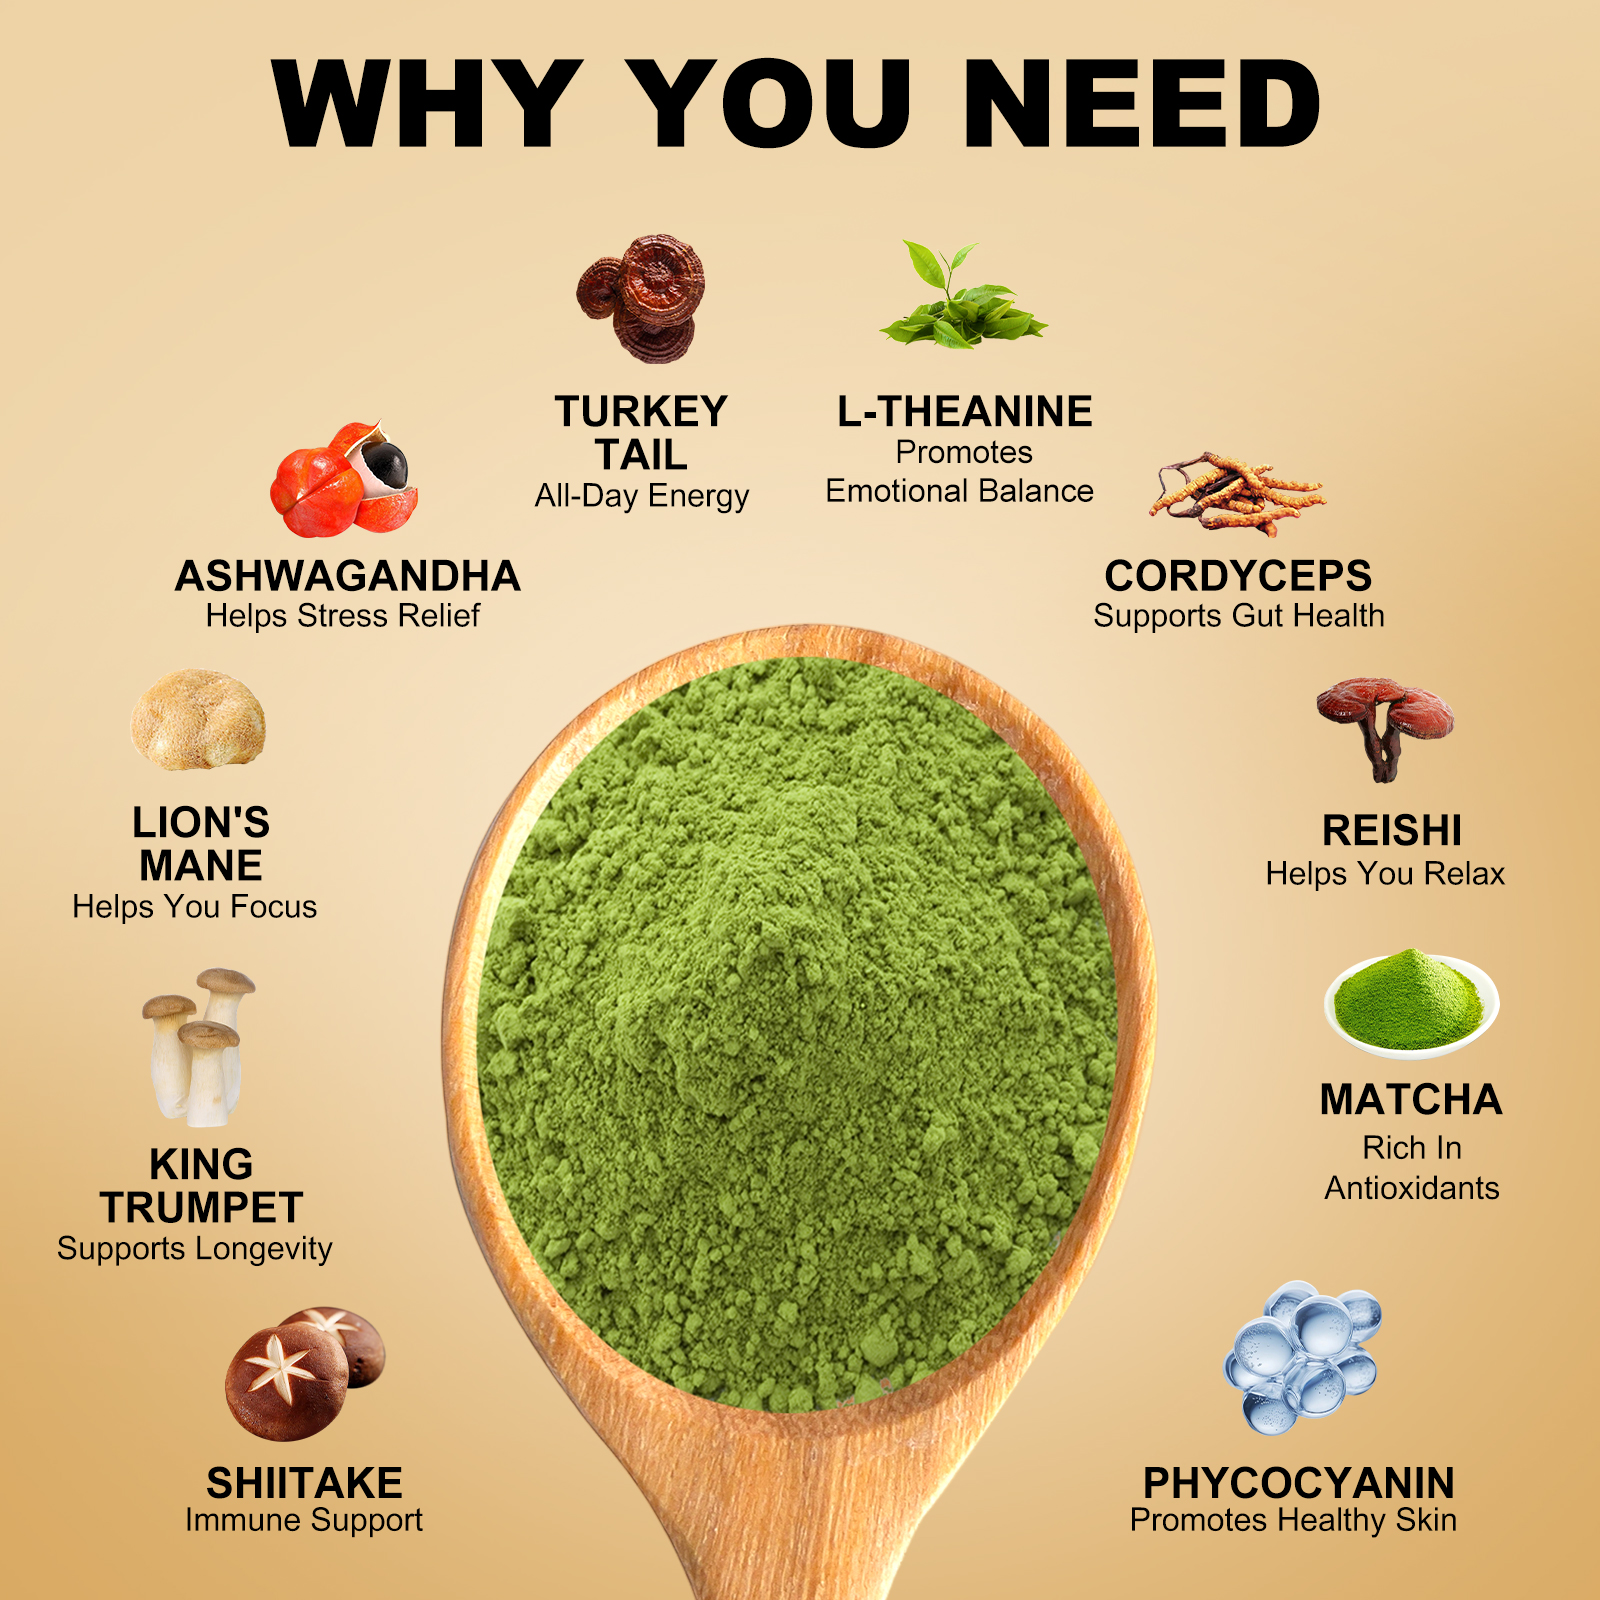 WHY YOU NEED
TURKEY
TAIL
All-Day Energy
L-THEANINE
Promotes
Emotional Balance
ASHWAGANDHA
Helps Stress Relief
CORDYCEPS
Supports Gut Health
LION'S
MANE
Helps You Focus
REISHI
Helps You Relax
KING
TRUMPET
Supports Longevity
MATCHA
Rich In
Antioxidants
SHIITAKE
Immune Support
PHYCOCYANIN
Promotes Healthy Skin